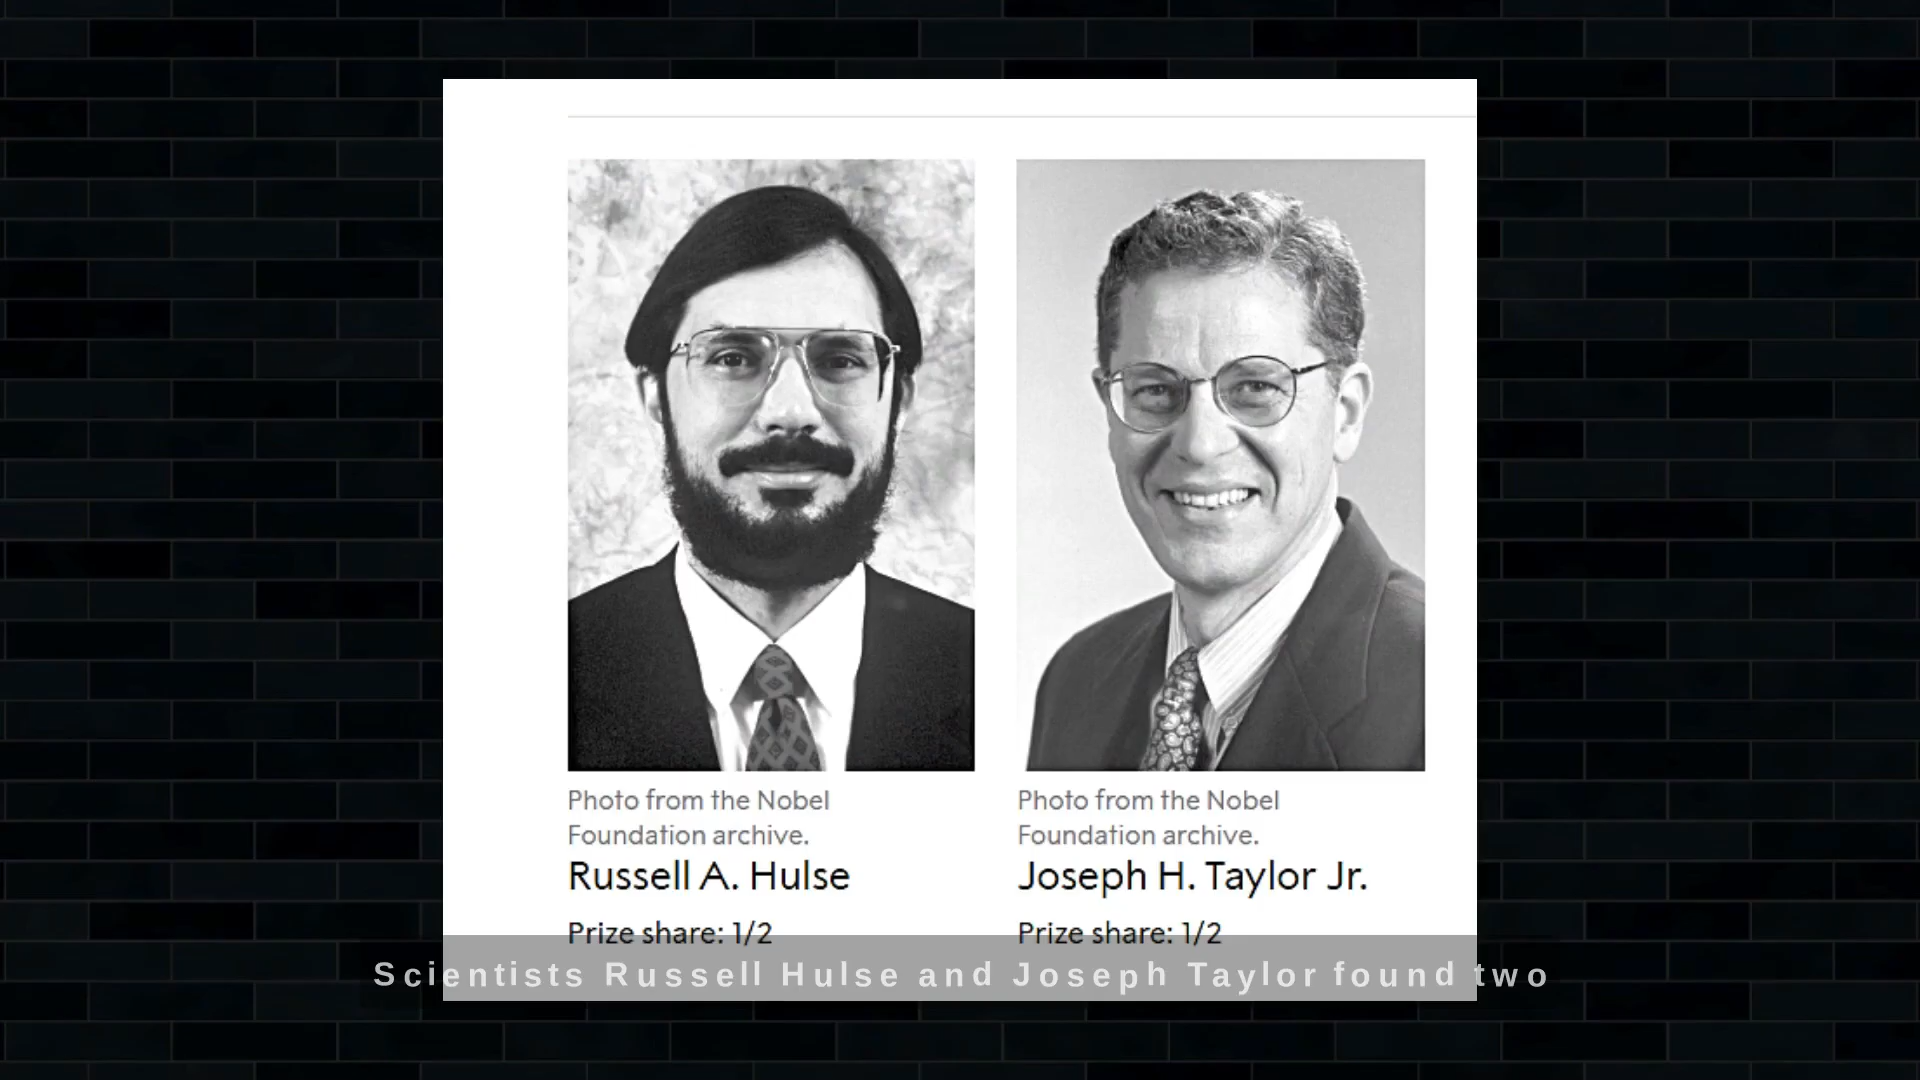 Photo from the Nobel
Foundation archive.
Russell A. Hulse
Prize share: 1/2
Photo from the Nobel
Foundation archive.
Joseph H. Taylor Jr.
Prize share: 1/2
Scientists Russell Hulse and Joseph Taylor found two